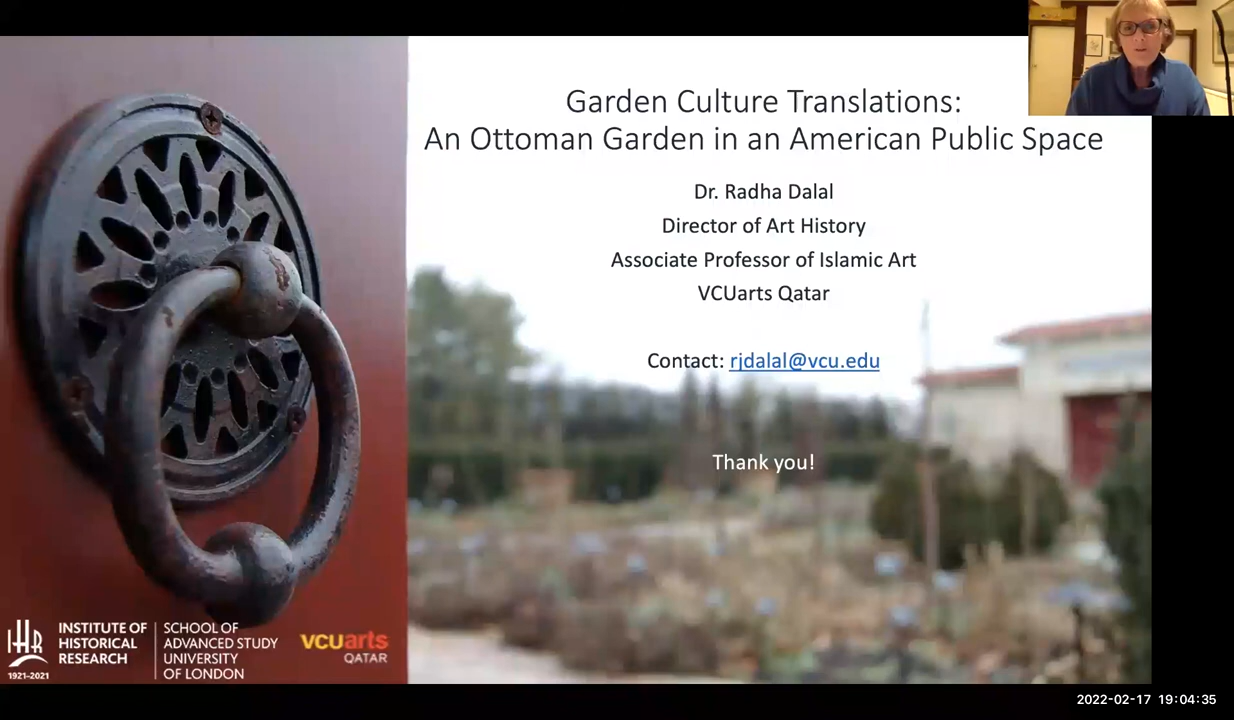 Garden Culture Translations:
An Ottoman Garden in an American Public Space
Dr. Radha Dalal
Director of Art History
Associate Professor of Islamic Art
VCUarts Qatar
Contact: rjdalal@vcu.edu
Thank you!
IHR
1921–2021
INSTITUTE OF
HISTORICAL
RESEARCH
SCHOOL OF
ADVANCED STUDY
UNIVERSITY
OF LONDON
vcuarts
QATAR
2022-02-17 19:04:35